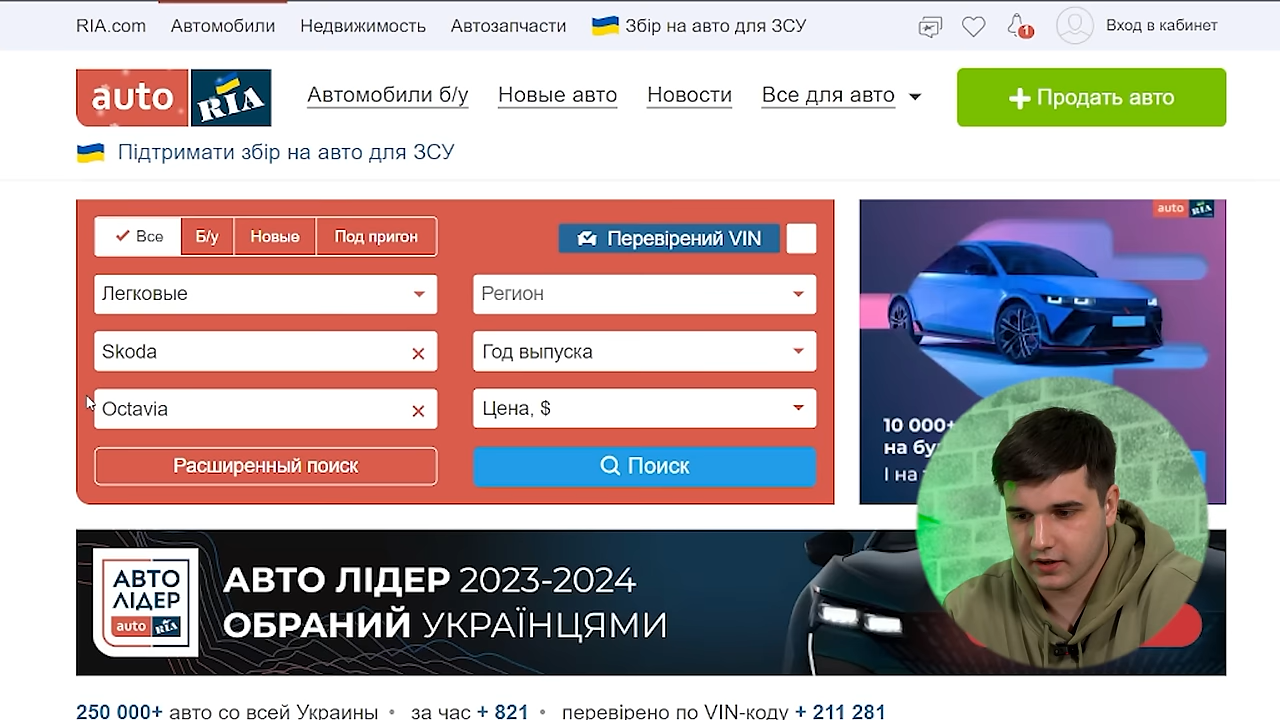 RIA.com Автомобили Недвижимость Автозапчасти Збір на авто для ЗСУ 1 Вход в кабинет
auto RIA Автомобили б/у Новые авто Новости Все для авто Продать авто
Підтримати збір на авто для ЗСУ
Все Б/у Новые Под пригон Перевірений VIN
Легковые Регион
Skoda Год выпуска
Octavia Цена, $
Расширенный поиск Поиск
auto RIA
10 000+
на
І на
АВТО ЛІДЕР auto RIA
АВТО ЛІДЕР 2023-2024
ОБРАНИЙ УКРАЇНЦЯМИ
250 000+ авто со всей Украины • за час + 821 • перевірено по VIN-коду + 211 281